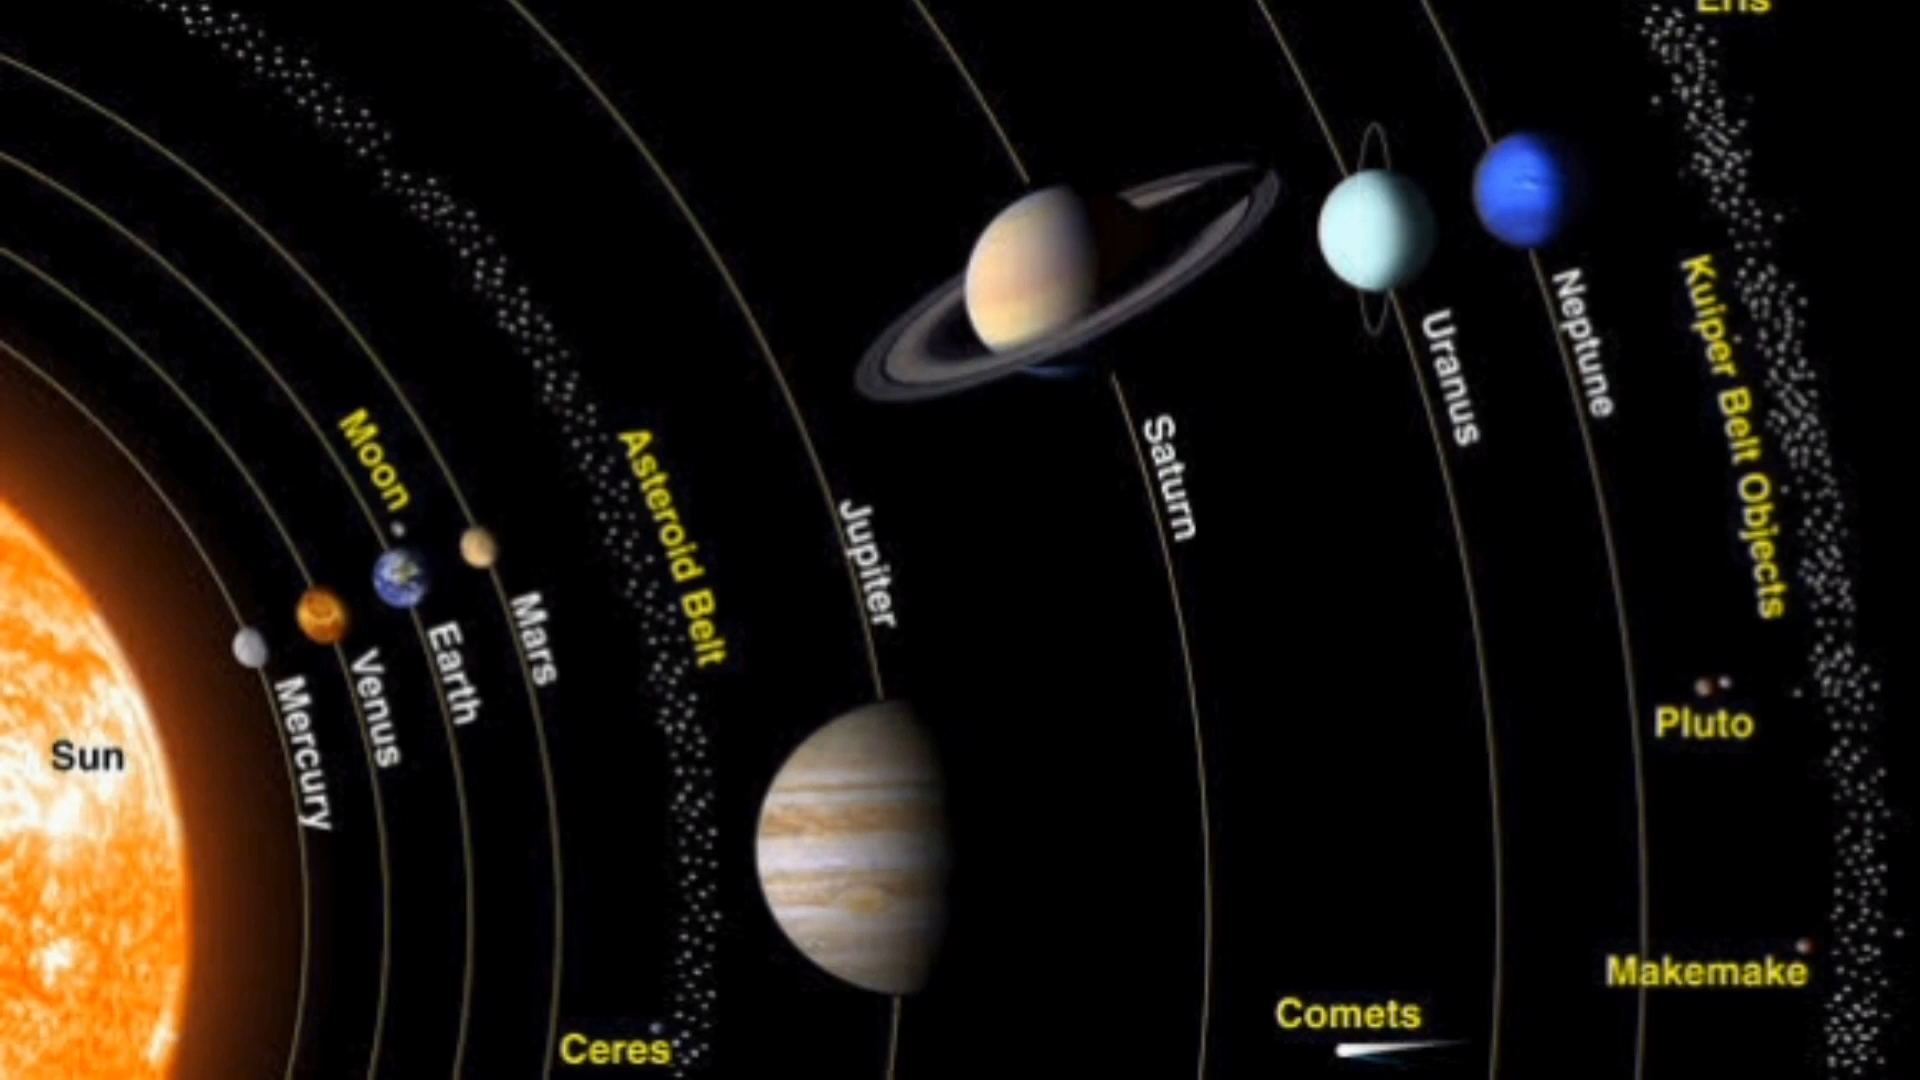 Eris
Sun
Mercury
Venus
Moon
Earth
Mars
Asteroid Belt
Ceres
Jupiter
Saturn
Uranus
Neptune
Kuiper Belt Objects
Pluto
Makemake
Comets